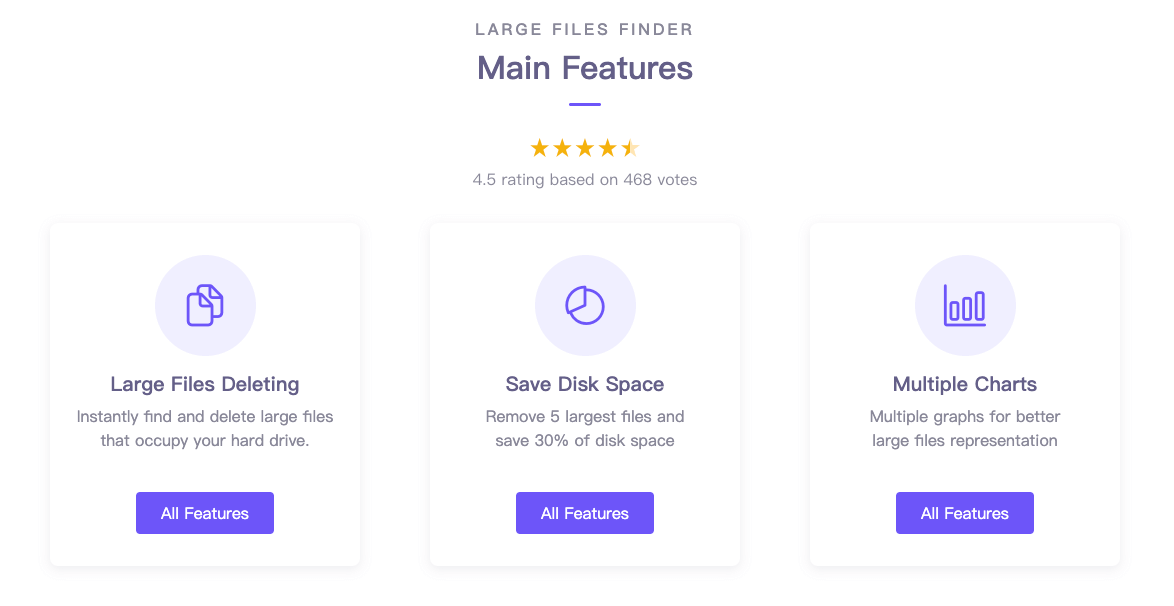 LARGE FILES FINDER
Main Features
4.5 rating based on 468 votes
Large Files Deleting
Instantly find and delete large files
that occupy your hard drive.
All Features
Save Disk Space
Remove 5 largest files and
save 30% of disk space
All Features
Multiple Charts
Multiple graphs for better
large files representation
All Features